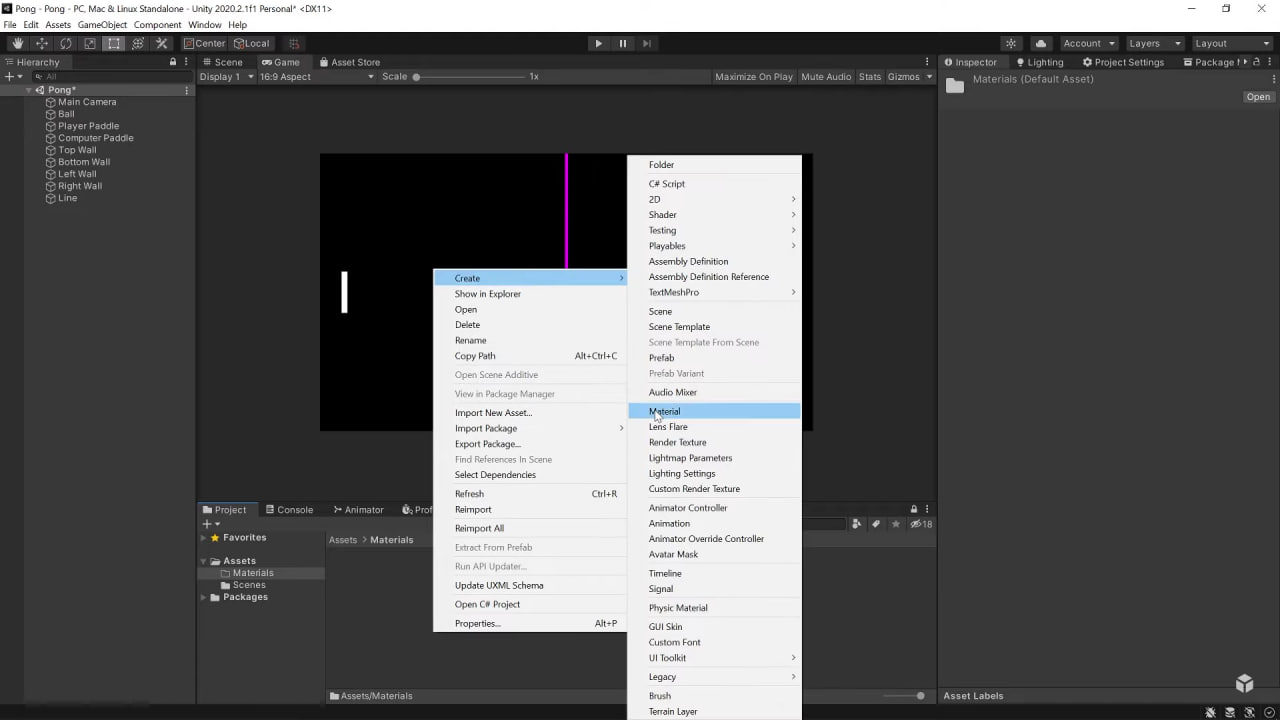 Pong - Pong - PC, Mac & Linux Standalone - Unity 2020.2.1f1 Personal* <DX11>
File Edit Assets GameObject Component Window Help
Center Local Account Layers Layout
Hierarchy
All
Pong*
Main Camera
Ball
Player Paddle
Computer Paddle
Top Wall
Bottom Wall
Left Wall
Right Wall
Line
Scene Game Asset Store
Display 1 16:9 Aspect Scale 1x Maximize On Play Mute Audio Stats Gizmos
Create
Show in Explorer
Open
Delete
Rename
Copy Path Alt+Ctrl+C
Open Scene Additive
View in Package Manager
Import New Asset...
Import Package
Export Package...
Find References In Scene
Select Dependencies
Refresh Ctrl+R
Reimport
Reimport All
Extract From Prefab
Run API Updater...
Update UXML Schema
Open C# Project
Properties... Alt+P
Folder
C# Script
2D
Shader
Testing
Playables
Assembly Definition
Assembly Definition Reference
TextMeshPro
Scene
Scene Template
Scene Template From Scene
Prefab
Prefab Variant
Audio Mixer
Material
Lens Flare
Render Texture
Lightmap Parameters
Lighting Settings
Custom Render Texture
Animator Controller
Animation
Animator Override Controller
Avatar Mask
Timeline
Signal
Physic Material
GUI Skin
Custom Font
UI Toolkit
Legacy
Brush
Terrain Layer
Inspector Lighting Project Settings Package
Materials (Default Asset)
Open
Project Console Animator Prof
18
Favorites
Assets
Materials
Scenes
Packages
Assets Materials
Assets/Materials
Asset Labels